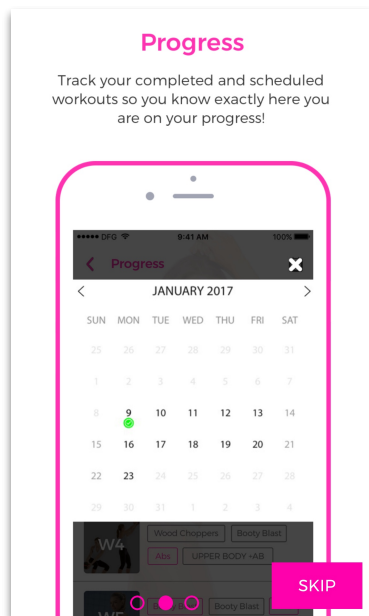 Progress
Track your completed and scheduled
workouts so you know exactly here you
are on your progress!
DFG 9:41 AM 100%
Progress
JANUARY 2017
SUN MON TUE WED THU FRI SAT
25 26 27 28 29 30 31
1 2 3 4 5 6 7
8 9 10 11 12 13 14
15 16 17 18 19 20 21
22 23 24 25 26 27 28
29 30 31 1 2 3 4
W4 Wood Choppers Booty Blast
Abs UPPER BODY +AB
W5 Booty Blast
SKIP